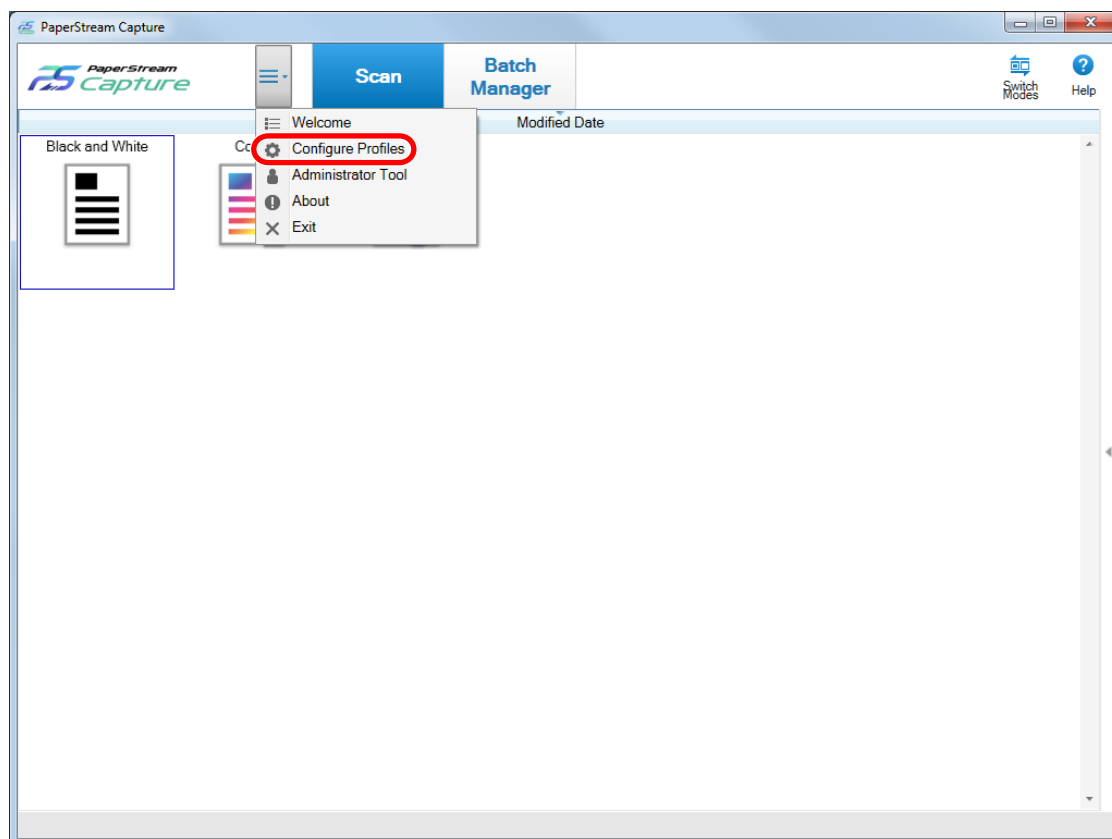 PaperStream Capture
PaperStream
Capture
Scan
Batch
Manager
Switch
Modes
Help
Modified Date
Welcome
Configure Profiles
Administrator Tool
About
Exit
Black and White